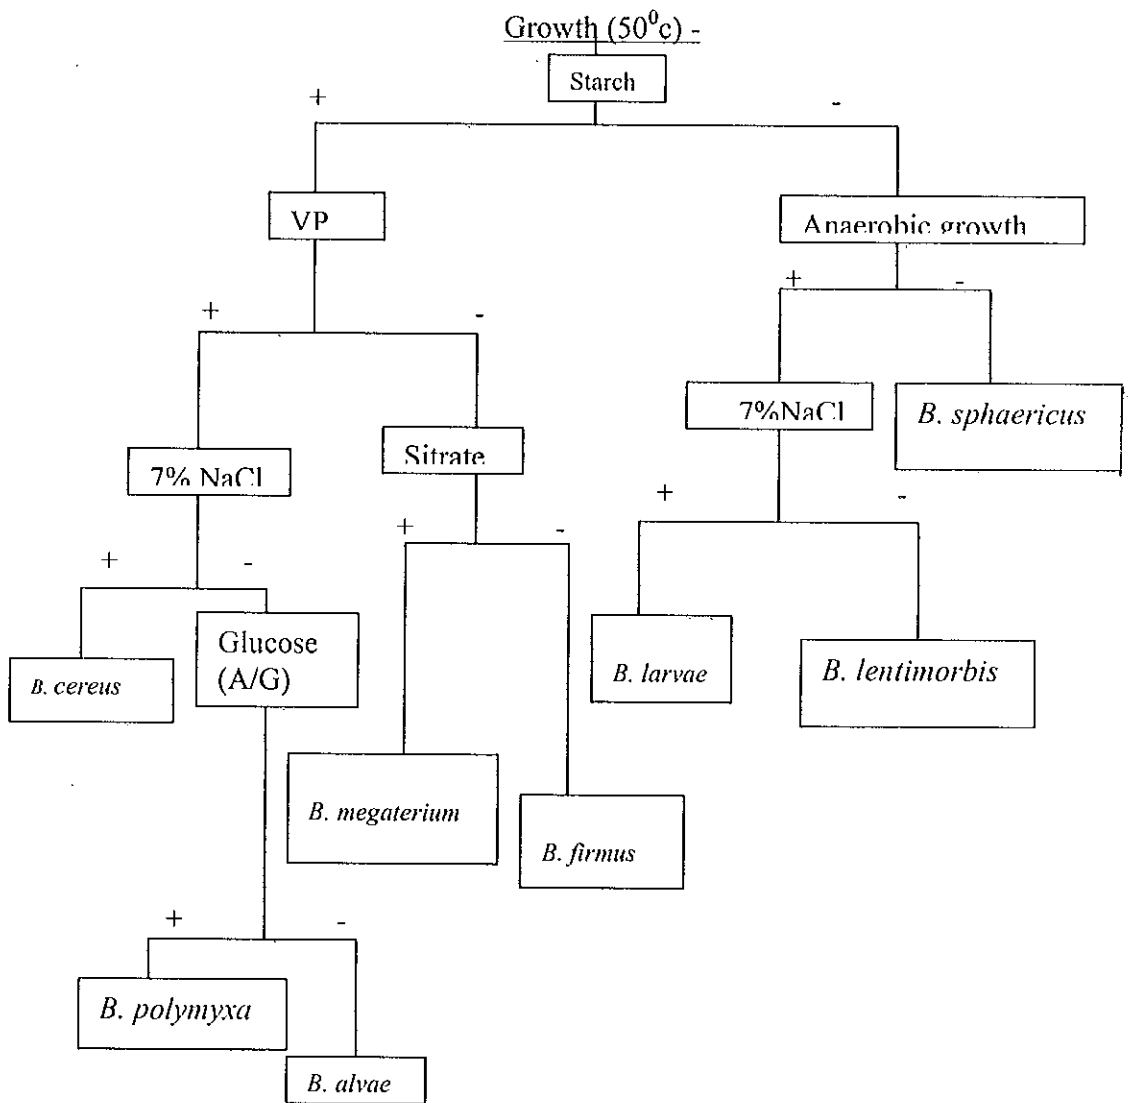 Growth (50⁰c) -
Starch
+
-
VP
Anaerobic growth
+
-
+
-
7%NaCl
B. sphaericus
7% NaCl
Sitrate
+
-
+
-
+
-
Glucose
(A/G)
B. cereus
B. larvae
B. lentimorbis
B. megaterium
B. firmus
+
-
B. polymyxa
B. alvae